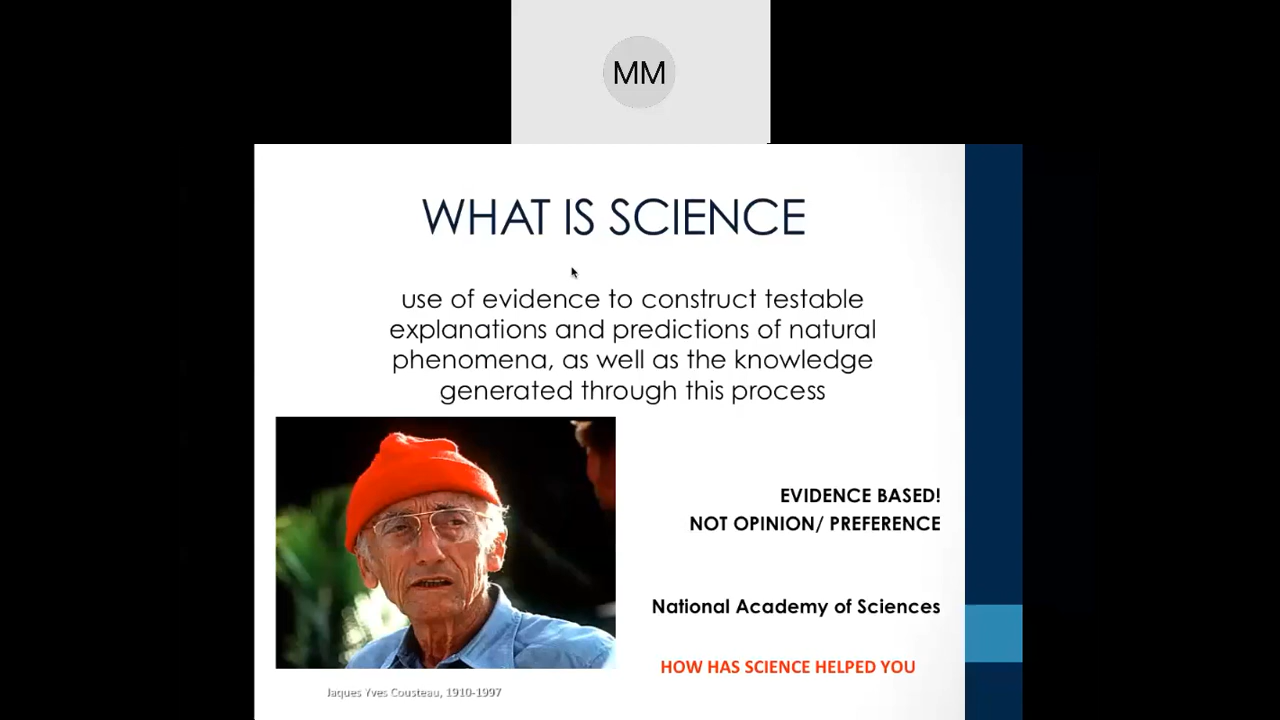 MM
WHAT IS SCIENCE
use of evidence to construct testable
explanations and predictions of natural
phenomena, as well as the knowledge
generated through this process
EVIDENCE BASED!
NOT OPINION/ PREFERENCE
National Academy of Sciences
HOW HAS SCIENCE HELPED YOU
Jaques Yves Cousteau, 1910-1997